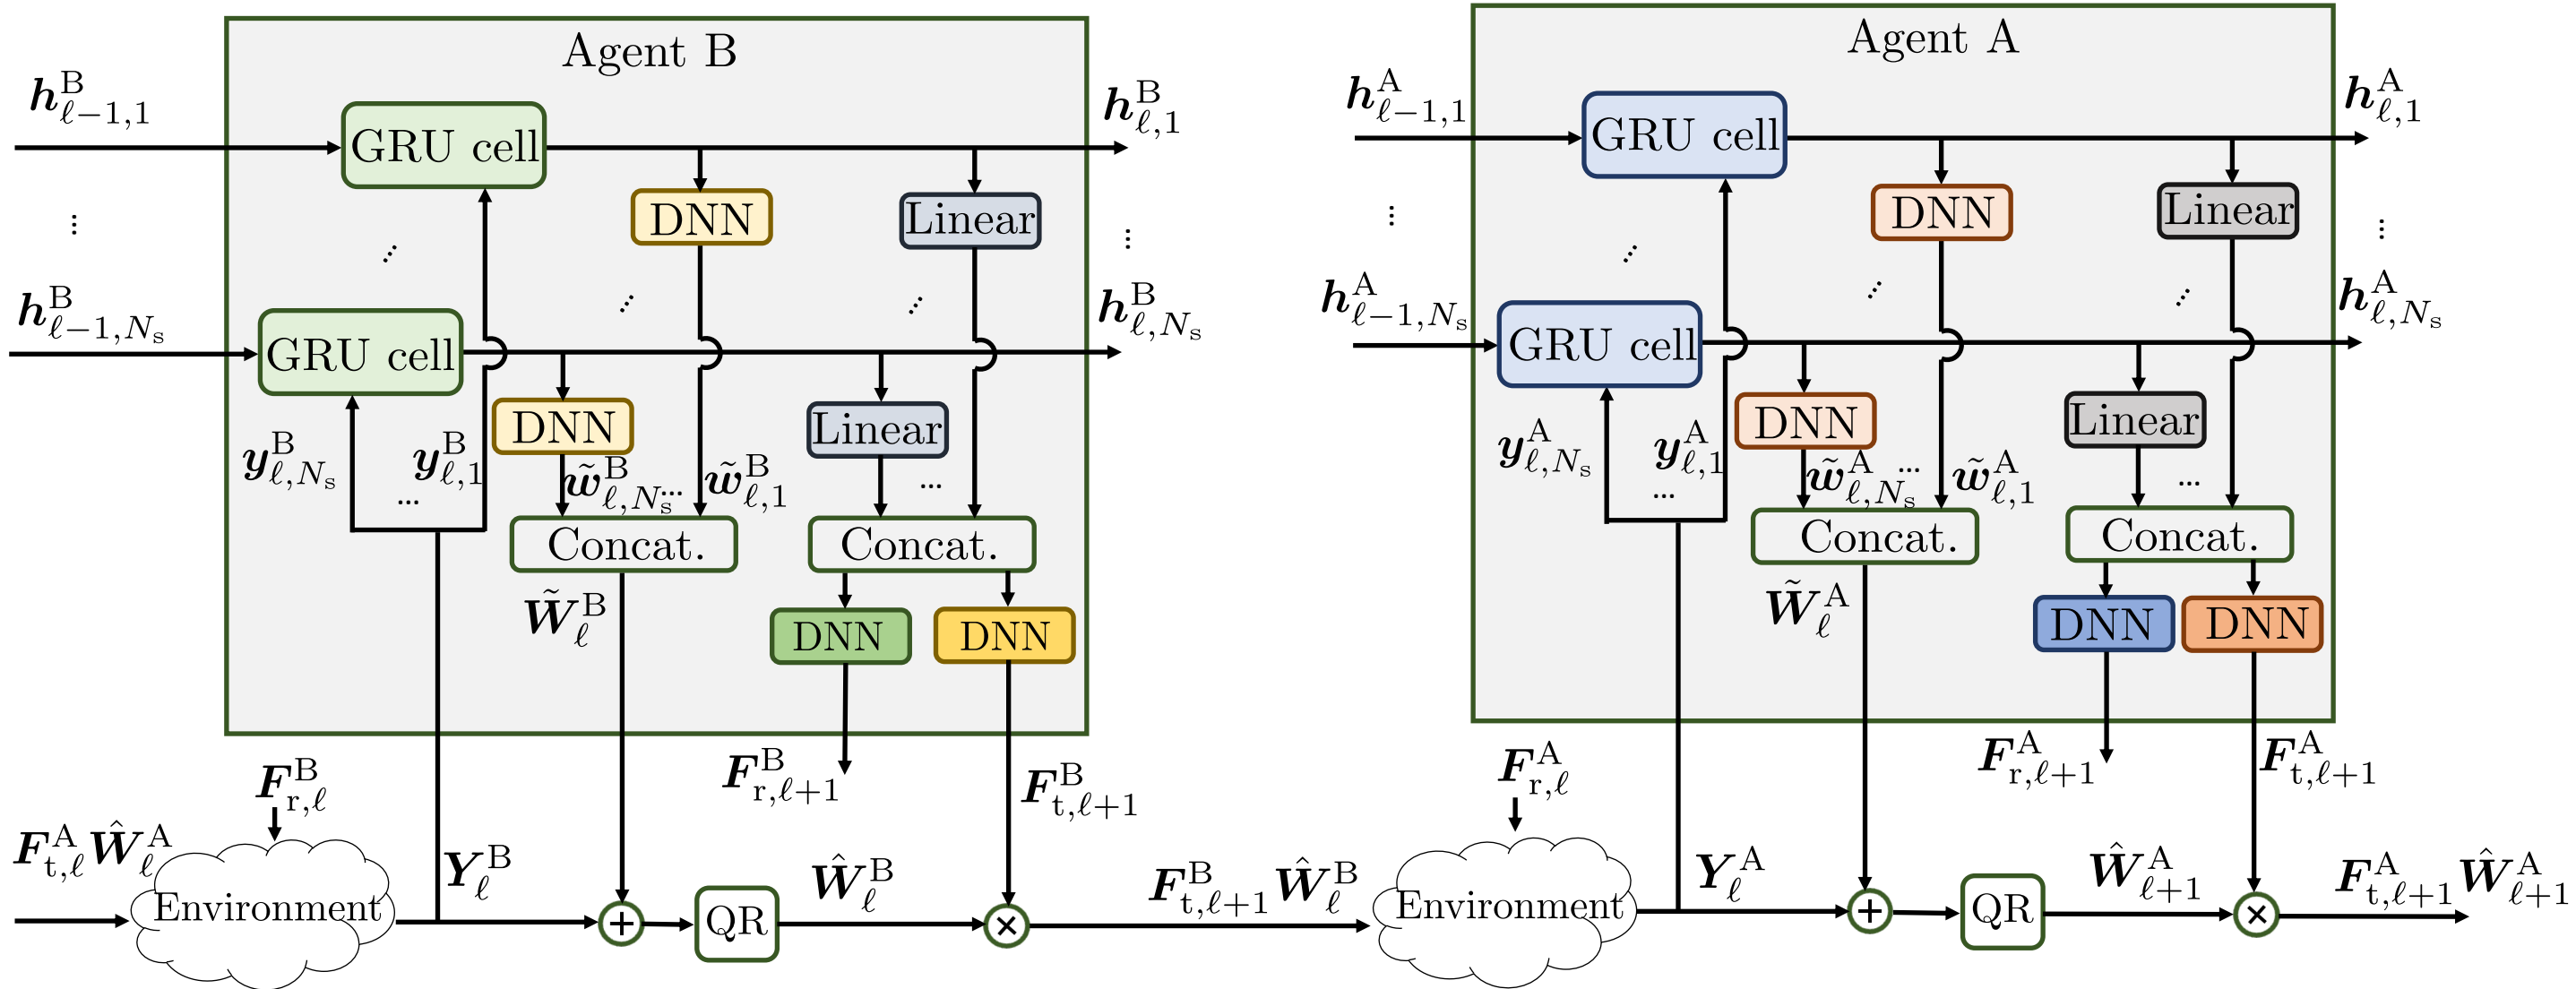 Agent B
h^B_{ℓ−1,1}
GRU cell
h^B_{ℓ,1}
⋮
DNN
Linear
⋮
h^B_{ℓ−1,N_s}
GRU cell
h^B_{ℓ,N_s}
DNN
Linear
y^B_{ℓ,N_s}
...
y^B_{ℓ,1}
w̃^B_{ℓ,N_s}
...
w̃^B_{ℓ,1}
...
Concat.
Concat.
W̃^B_ℓ
DNN
DNN
F^B_{r,ℓ}
F^B_{r,ℓ+1}
F^B_{t,ℓ+1}
F^A_{t,ℓ} Ŵ^A_ℓ
Environment
Y^B_ℓ
+
QR
Ŵ^B_ℓ
×
F^B_{t,ℓ+1} Ŵ^B_ℓ
Agent A
h^A_{ℓ−1,1}
GRU cell
h^A_{ℓ,1}
⋮
DNN
Linear
⋮
h^A_{ℓ−1,N_s}
GRU cell
h^A_{ℓ,N_s}
DNN
Linear
y^A_{ℓ,N_s}
...
y^A_{ℓ,1}
w̃^A_{ℓ,N_s}
...
w̃^A_{ℓ,1}
...
Concat.
Concat.
W̃^A_ℓ
DNN
DNN
F^A_{r,ℓ}
F^A_{r,ℓ+1}
F^A_{t,ℓ+1}
Environment
Y^A_ℓ
+
QR
Ŵ^A_{ℓ+1}
×
F^A_{t,ℓ+1} Ŵ^A_{ℓ+1}